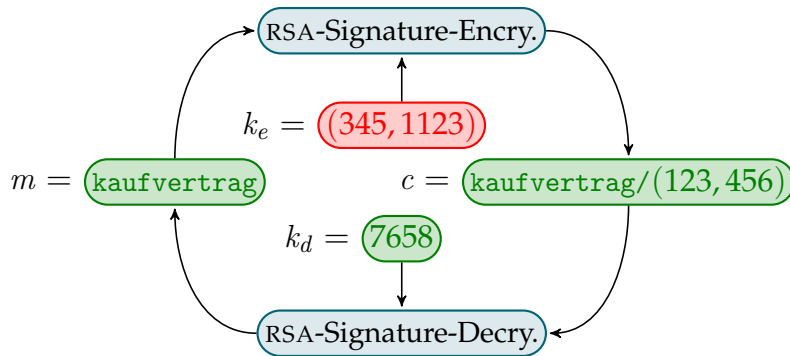 RSA-Signature-Encry.
k_e = (345, 1123)
m = kaufvertrag
c = kaufvertrag/(123, 456)
k_d = 7658
RSA-Signature-Decry.